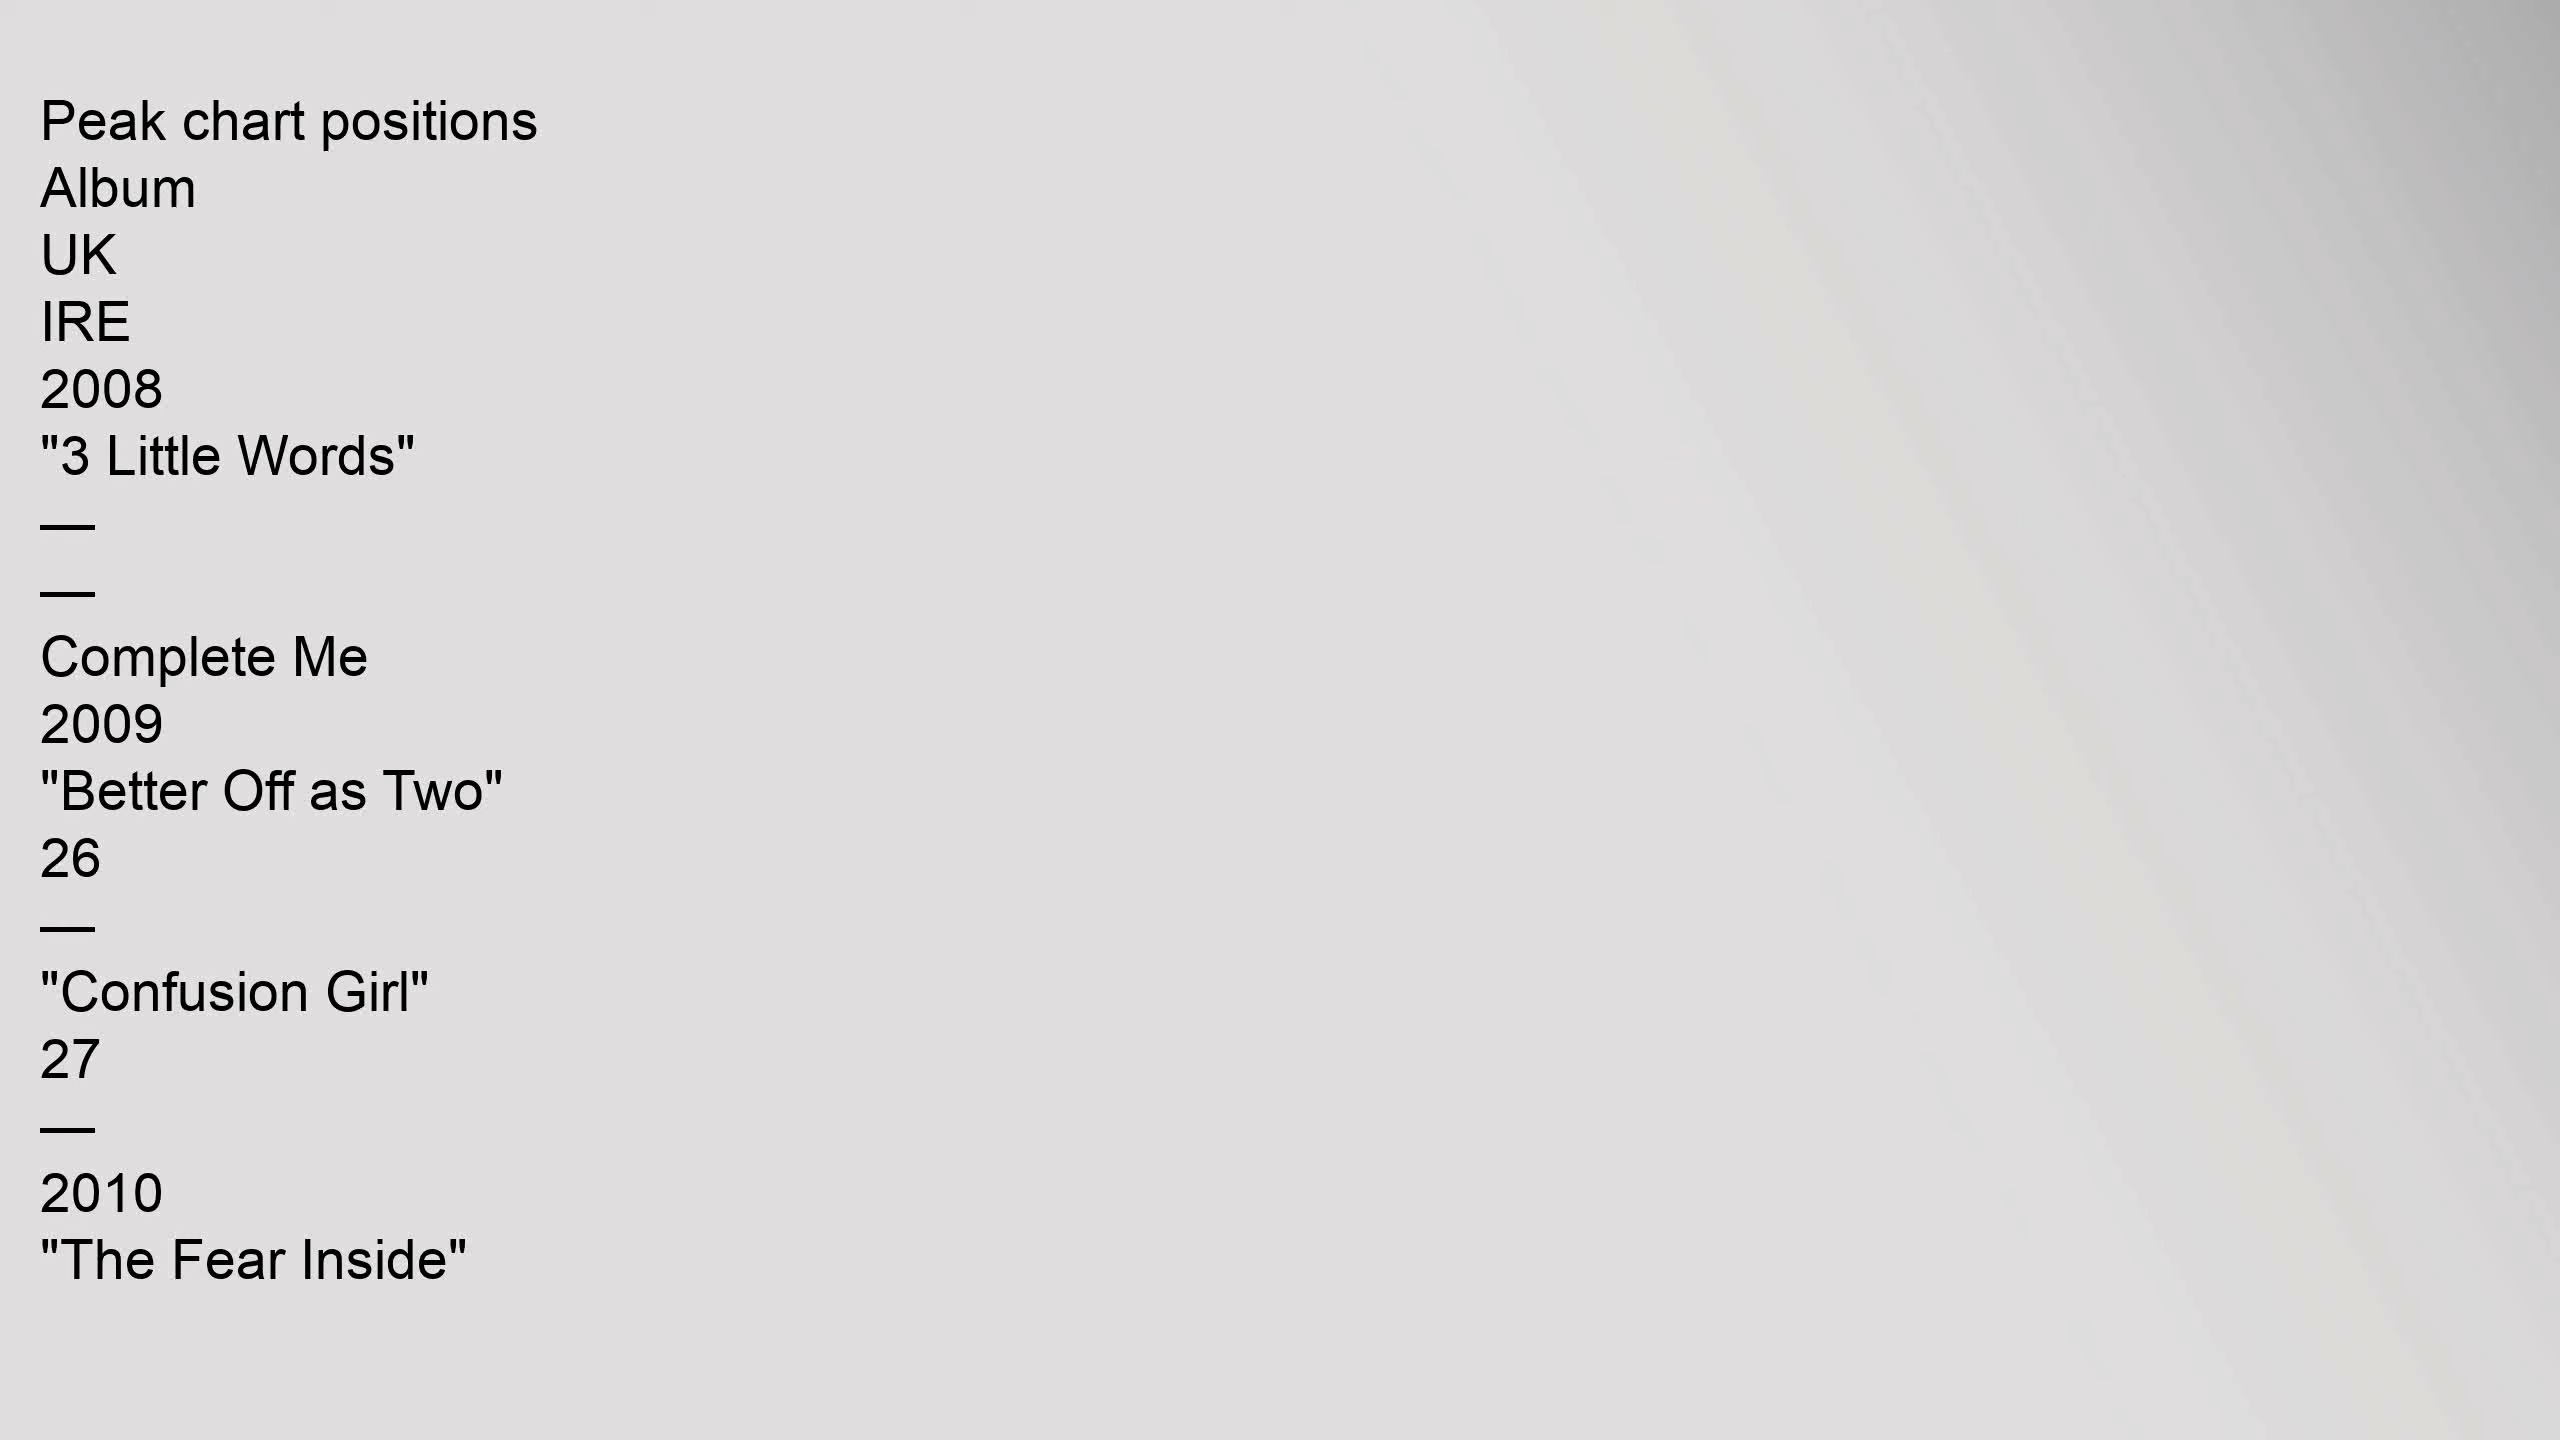 Peak chart positions
Album
UK
IRE
2008
"3 Little Words"
—
—
Complete Me
2009
"Better Off as Two"
26
—
"Confusion Girl"
27
—
2010
"The Fear Inside"